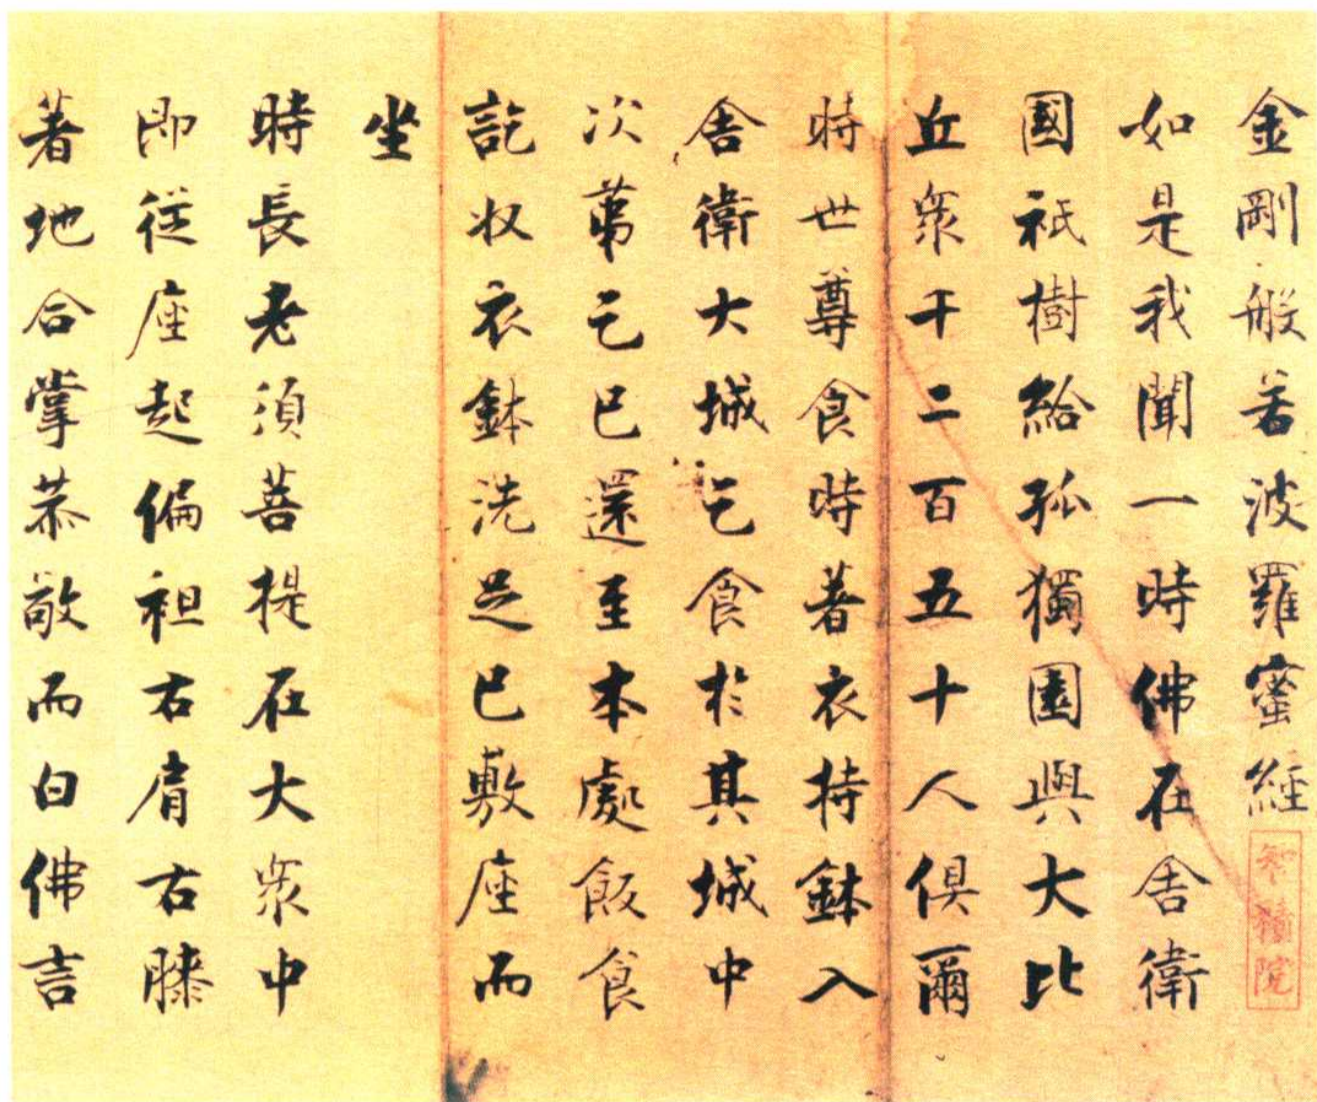 金剛般若波羅蜜經
智積院
如是我聞一時佛在舍衛
國祇樹給孤獨園與大比
丘衆千二百五十人俱爾
時世尊食時著衣持鉢入
舍衛大城乞食於其城中
次第乞已還至本處飯食
訖收衣鉢洗足已敷座而
坐
時長老須菩提在大衆中
即從座起偏袒右肩右膝
著地合掌恭敬而白佛言